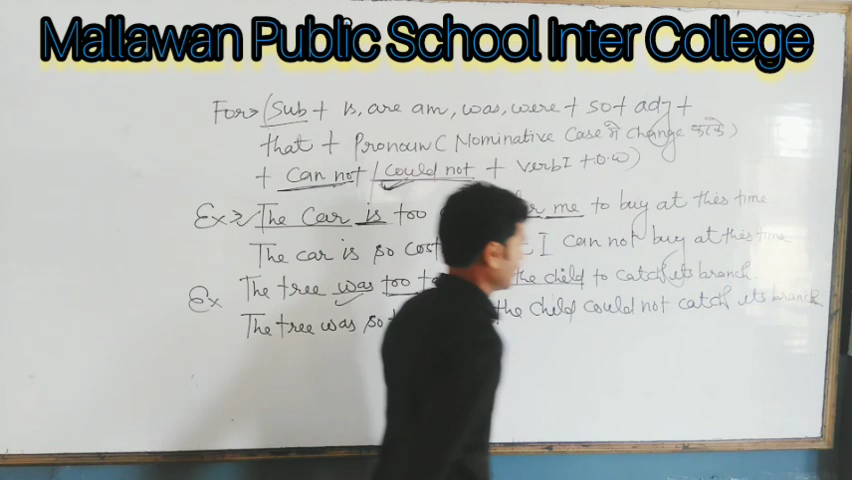 Mallawan Public School Inter College
For→ (Sub + is, are am, was, were + so + adj +
that + Pronoun ( Nominative Case में change करके )
+ can not / could not + verb I + o.w )
Ex→ The Car is too me to buy at this time
The car is so I can not buy at this time
Ex The tree was too the child to catch its branch.
The tree was so the child could not catch its branch